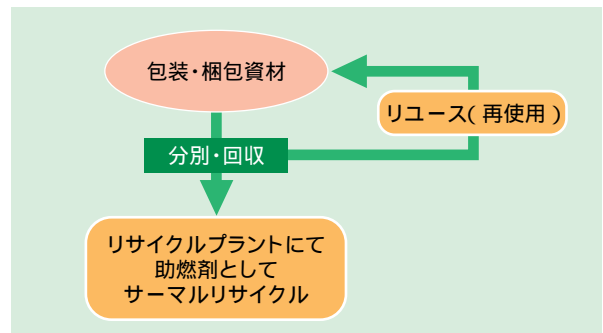 包装・梱包資材
リユース(再使用)
分別・回収
リサイクルプラントにて
助燃剤として
サーマルリサイクル